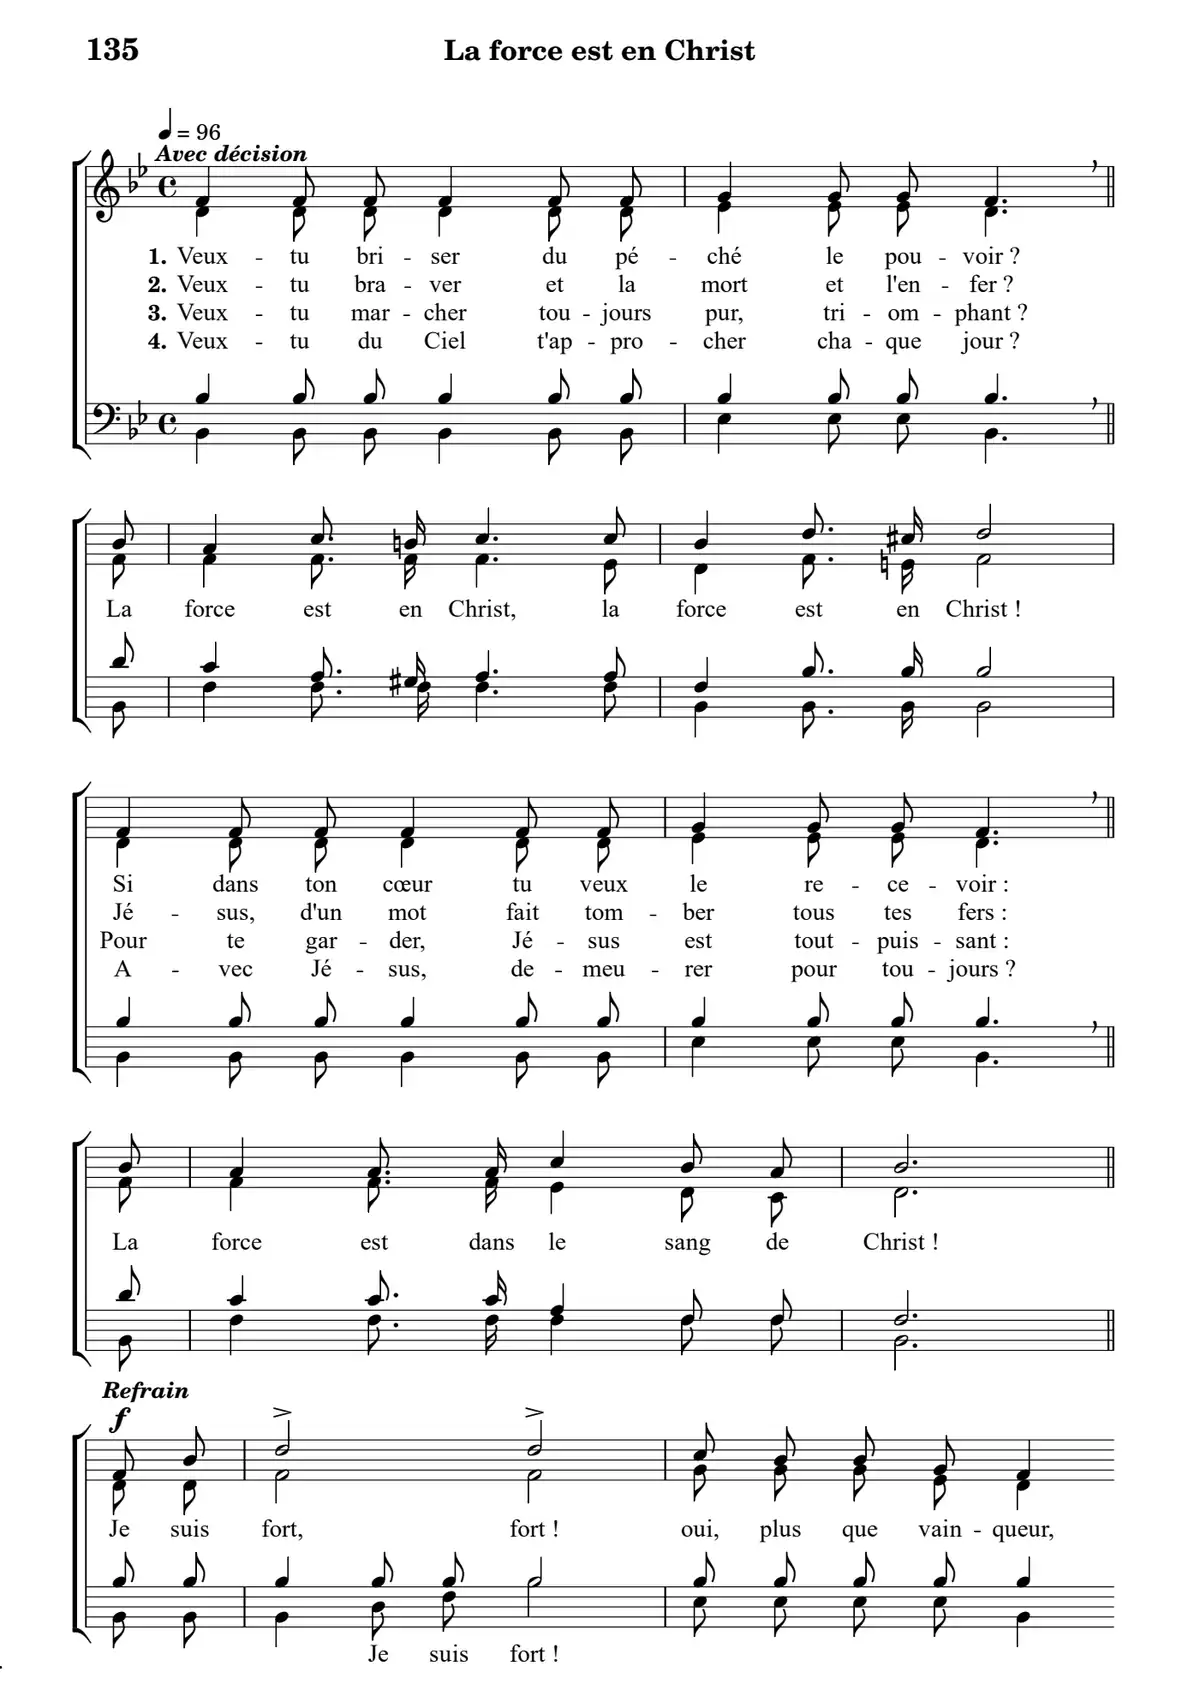 135 La force est en Christ
= 96
Avec décision
1. Veux - tu bri - ser du pé - ché le pou - voir ?
2. Veux - tu bra - ver et la mort et l'en - fer ?
3. Veux - tu mar - cher tou - jours pur, tri - om - phant ?
4. Veux - tu du Ciel t'ap - pro - cher cha - que jour ?
La force est en Christ, la force est en Christ !
Si dans ton cœur tu veux le re - ce - voir :
Jé - sus, d'un mot fait tom - ber tous tes fers :
Pour te gar - der, Jé - sus est tout - puis - sant :
A - vec Jé - sus, de - meu - rer pour tou - jours ?
La force est dans le sang de Christ !
Refrain
f
Je suis fort, fort ! oui, plus que vain - queur,
Je suis fort !